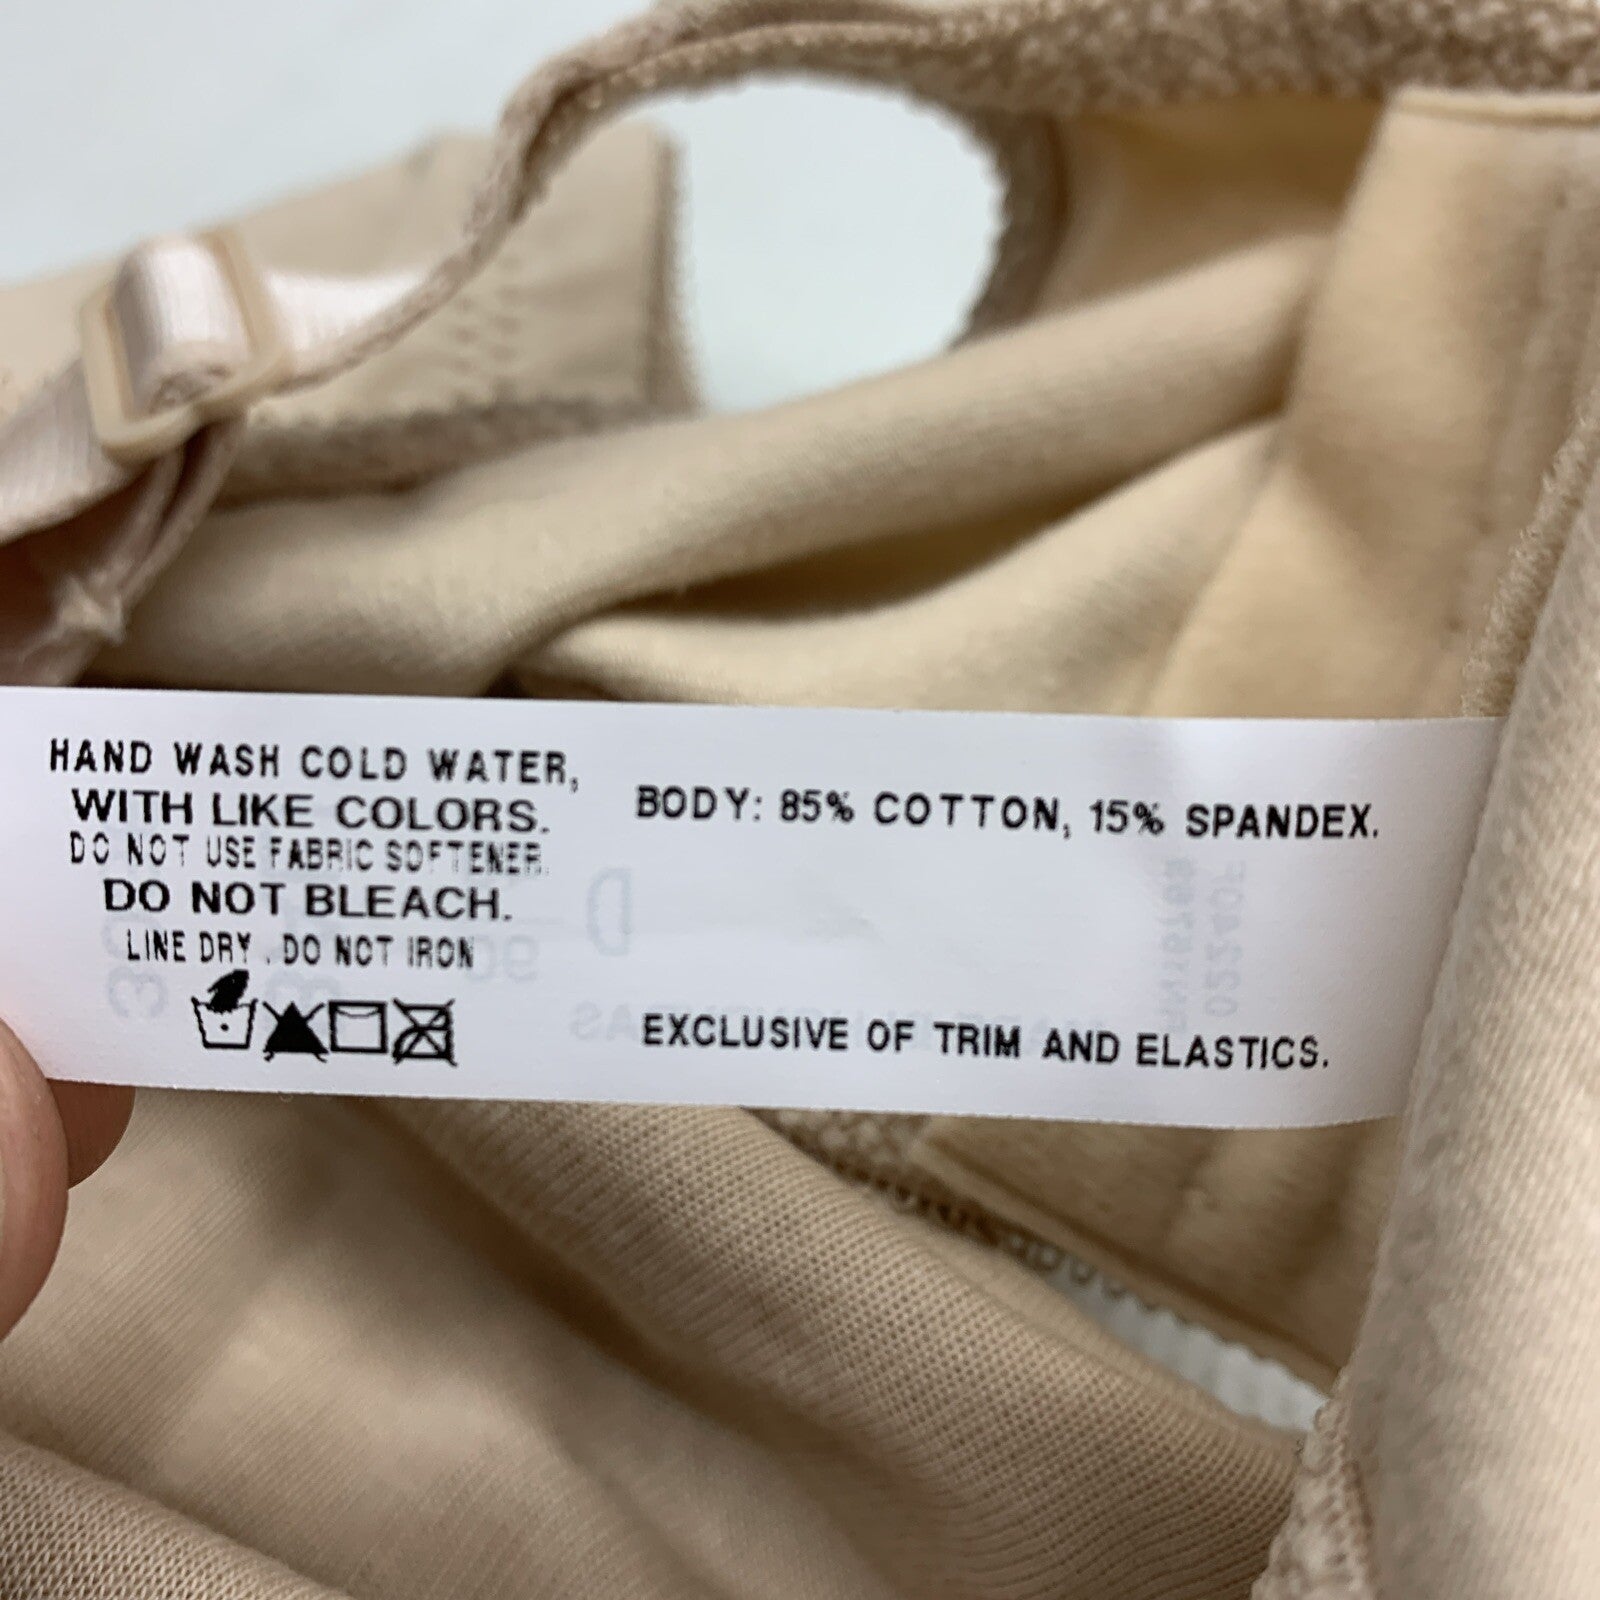 HAND WASH COLD WATER,
WITH LIKE COLORS.
DO NOT USE FABRIC SOFTENER.
DO NOT BLEACH.
LINE DRY . DO NOT IRON
BODY: 85% COTTON, 15% SPANDEX.
EXCLUSIVE OF TRIM AND ELASTICS.